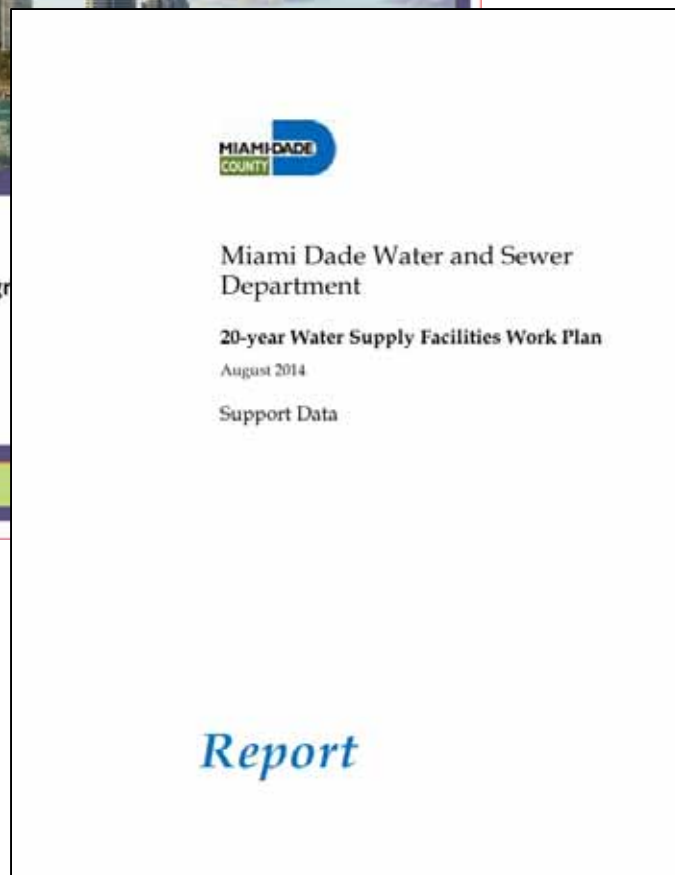 MIAMI-DADE
COUNTY
Miami Dade Water and Sewer
Department
20-year Water Supply Facilities Work Plan
August 2014
Support Data
Report